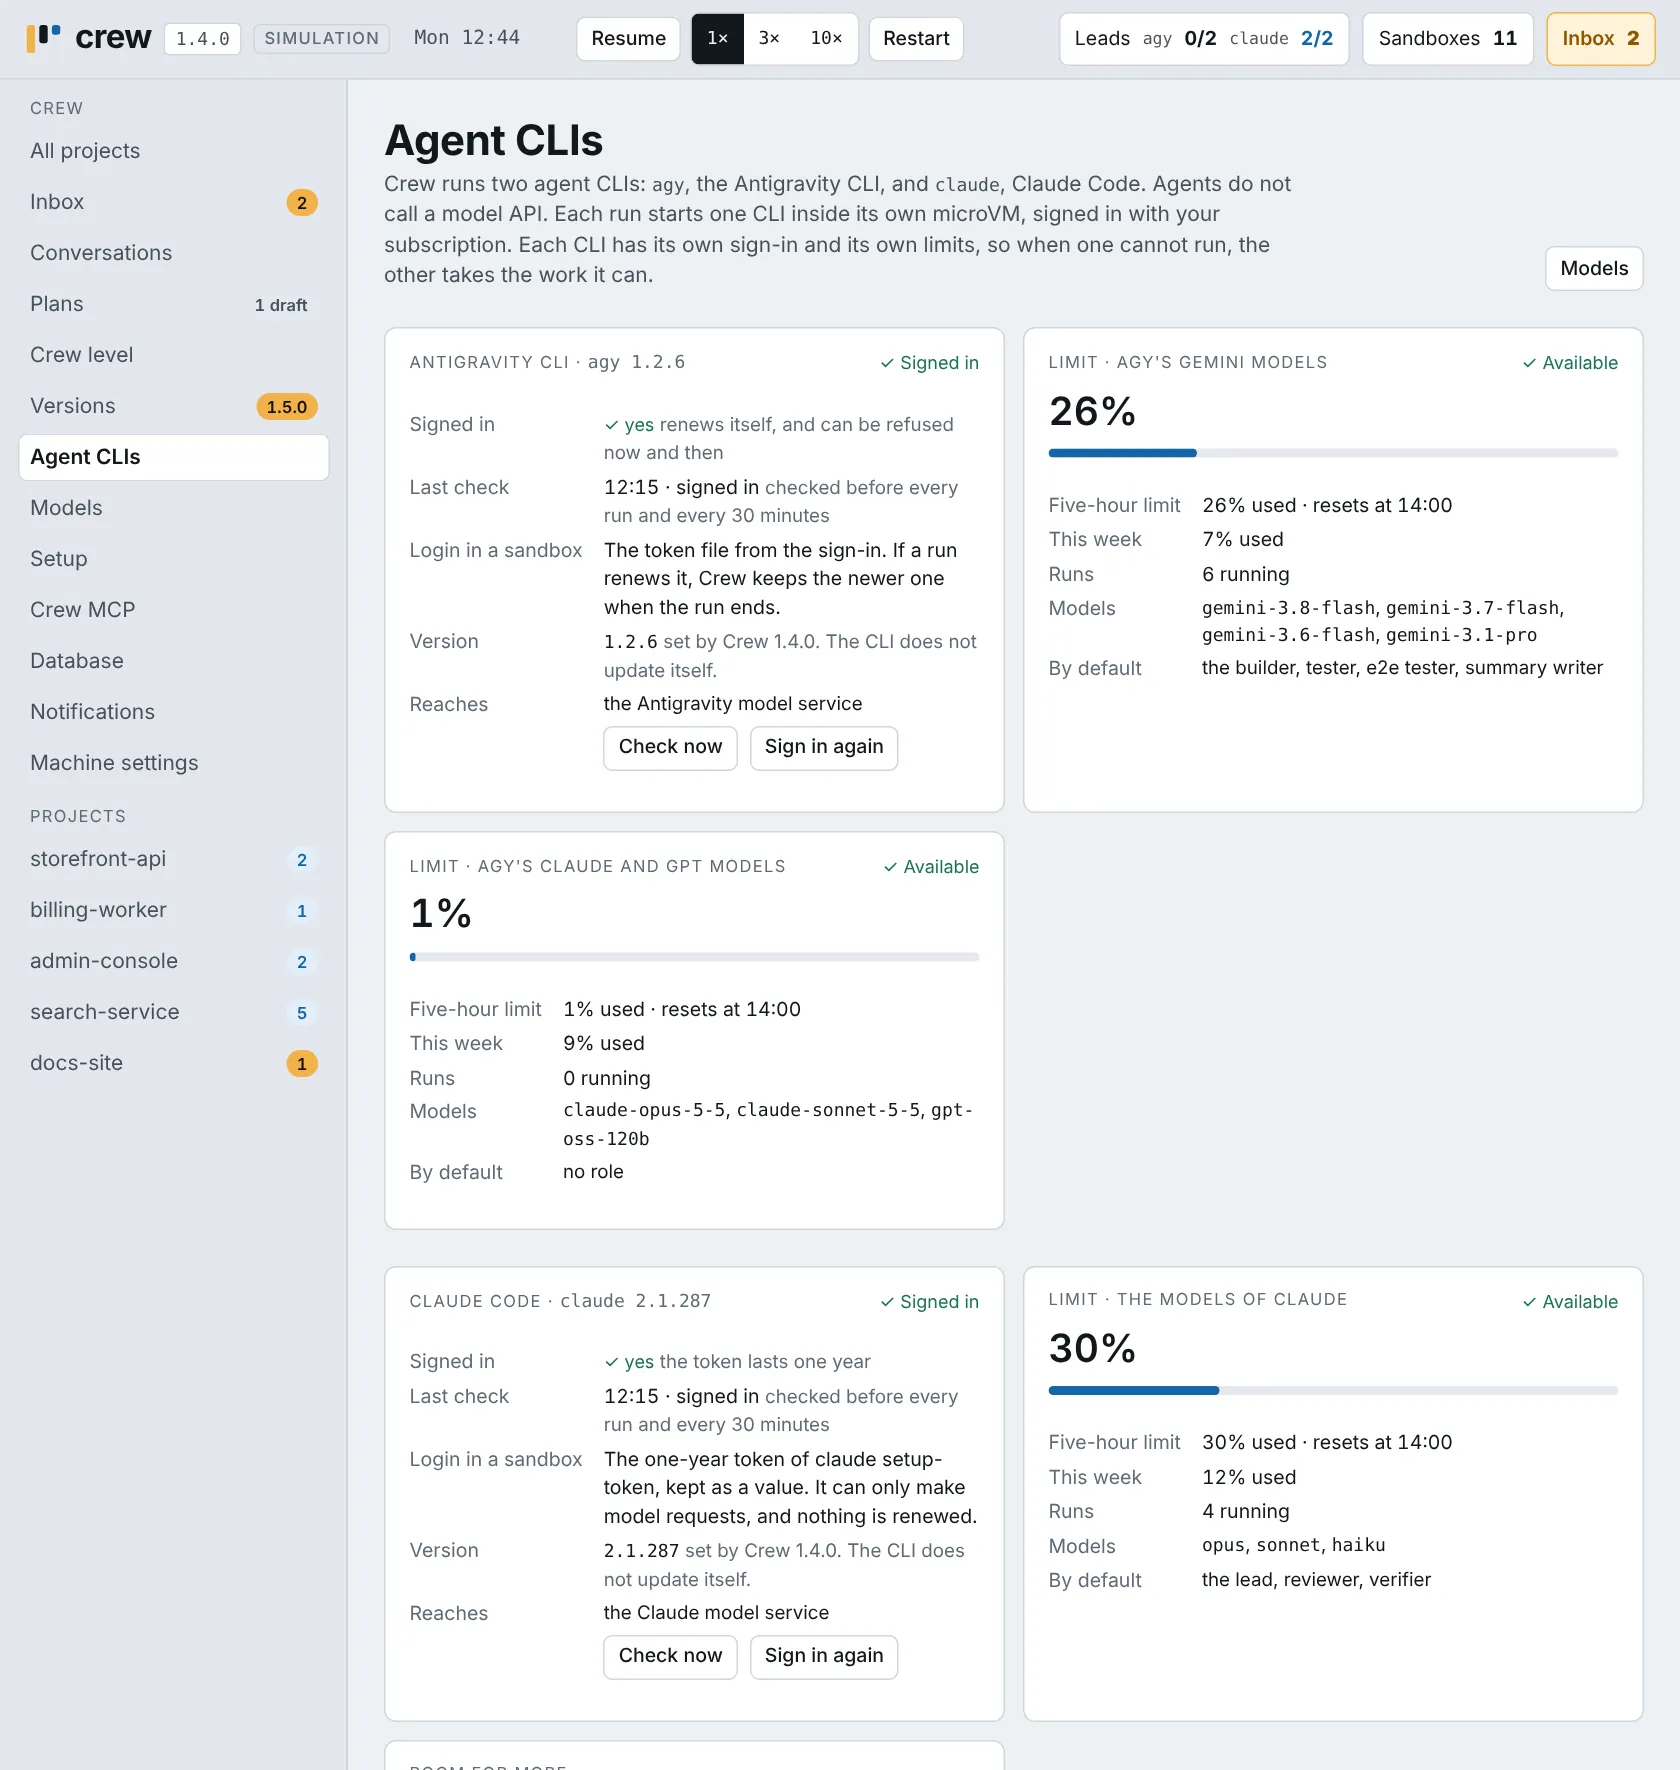 crew 1.4.0 SIMULATION Mon 12:44 Resume 1× 3× 10× Restart Leads agy 0/2 claude 2/2 Sandboxes 11 Inbox 2
CREW
All projects
Inbox 2
Conversations
Plans 1 draft
Crew level
Versions 1.5.0
Agent CLIs
Models
Setup
Crew MCP
Database
Notifications
Machine settings
PROJECTS
storefront-api 2
billing-worker 1
admin-console 2
search-service 5
docs-site 1
Agent CLIs
Crew runs two agent CLIs: agy, the Antigravity CLI, and claude, Claude Code. Agents do not
call a model API. Each run starts one CLI inside its own microVM, signed in with your
subscription. Each CLI has its own sign-in and its own limits, so when one cannot run, the
other takes the work it can.
Models
ANTIGRAVITY CLI · agy 1.2.6 ✓ Signed in
Signed in ✓ yes renews itself, and can be refused
now and then
Last check 12:15 · signed in checked before every
run and every 30 minutes
Login in a sandbox The token file from the sign-in. If a run
renews it, Crew keeps the newer one
when the run ends.
Version 1.2.6 set by Crew 1.4.0. The CLI does not
update itself.
Reaches the Antigravity model service
Check now Sign in again
LIMIT · AGY'S GEMINI MODELS ✓ Available
26%
Five-hour limit 26% used · resets at 14:00
This week 7% used
Runs 6 running
Models gemini-3.8-flash, gemini-3.7-flash,
gemini-3.6-flash, gemini-3.1-pro
By default the builder, tester, e2e tester, summary writer
LIMIT · AGY'S CLAUDE AND GPT MODELS ✓ Available
1%
Five-hour limit 1% used · resets at 14:00
This week 9% used
Runs 0 running
Models claude-opus-5-5, claude-sonnet-5-5, gpt-
oss-120b
By default no role
CLAUDE CODE · claude 2.1.287 ✓ Signed in
Signed in ✓ yes the token lasts one year
Last check 12:15 · signed in checked before every
run and every 30 minutes
Login in a sandbox The one-year token of claude setup-
token, kept as a value. It can only make
model requests, and nothing is renewed.
Version 2.1.287 set by Crew 1.4.0. The CLI does
not update itself.
Reaches the Claude model service
Check now Sign in again
LIMIT · THE MODELS OF CLAUDE ✓ Available
30%
Five-hour limit 30% used · resets at 14:00
This week 12% used
Runs 4 running
Models opus, sonnet, haiku
By default the lead, reviewer, verifier
ROOM FOR MORE